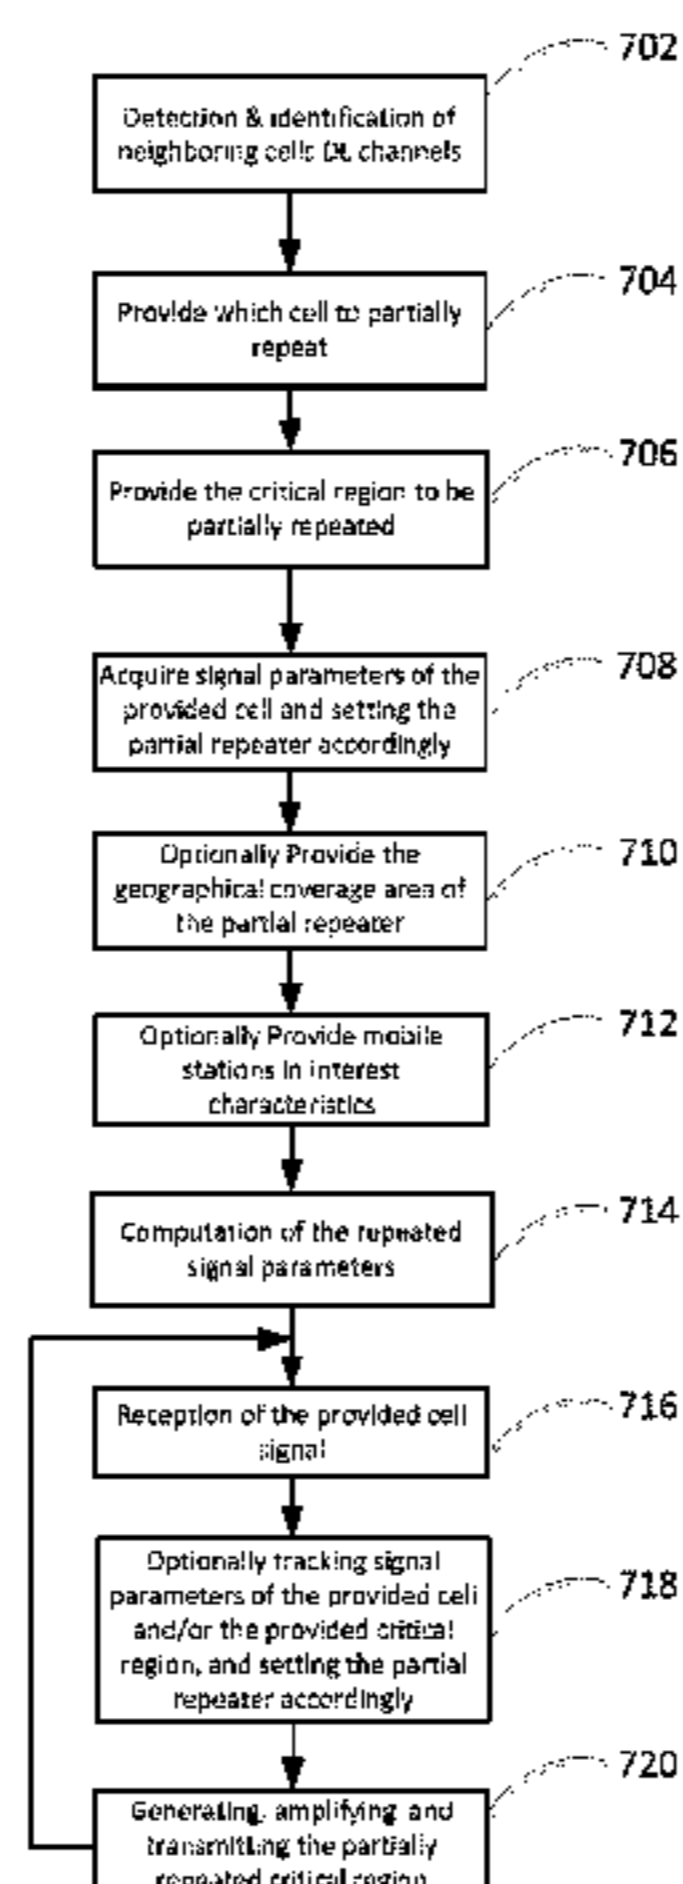 702
Detection & identification of
neighboring cells DL channels
704
Provide which cell to partially
repeat
706
Provide the critical region to be
partially repeated
708
Acquire signal parameters of the
provided cell and setting the
partial repeater accordingly
710
Optionally Provide the
geographical coverage area of
the partial repeater
712
Optionally Provide mobile
stations in interest
characteristics
714
Computation of the repeated
signal parameters
716
Reception of the provided cell
signal
718
Optionally tracking signal
parameters of the provided cell
and/or the provided critical
region, and setting the partial
repeater accordingly
720
Generating, amplifying and
transmitting the partially
repeated critical region